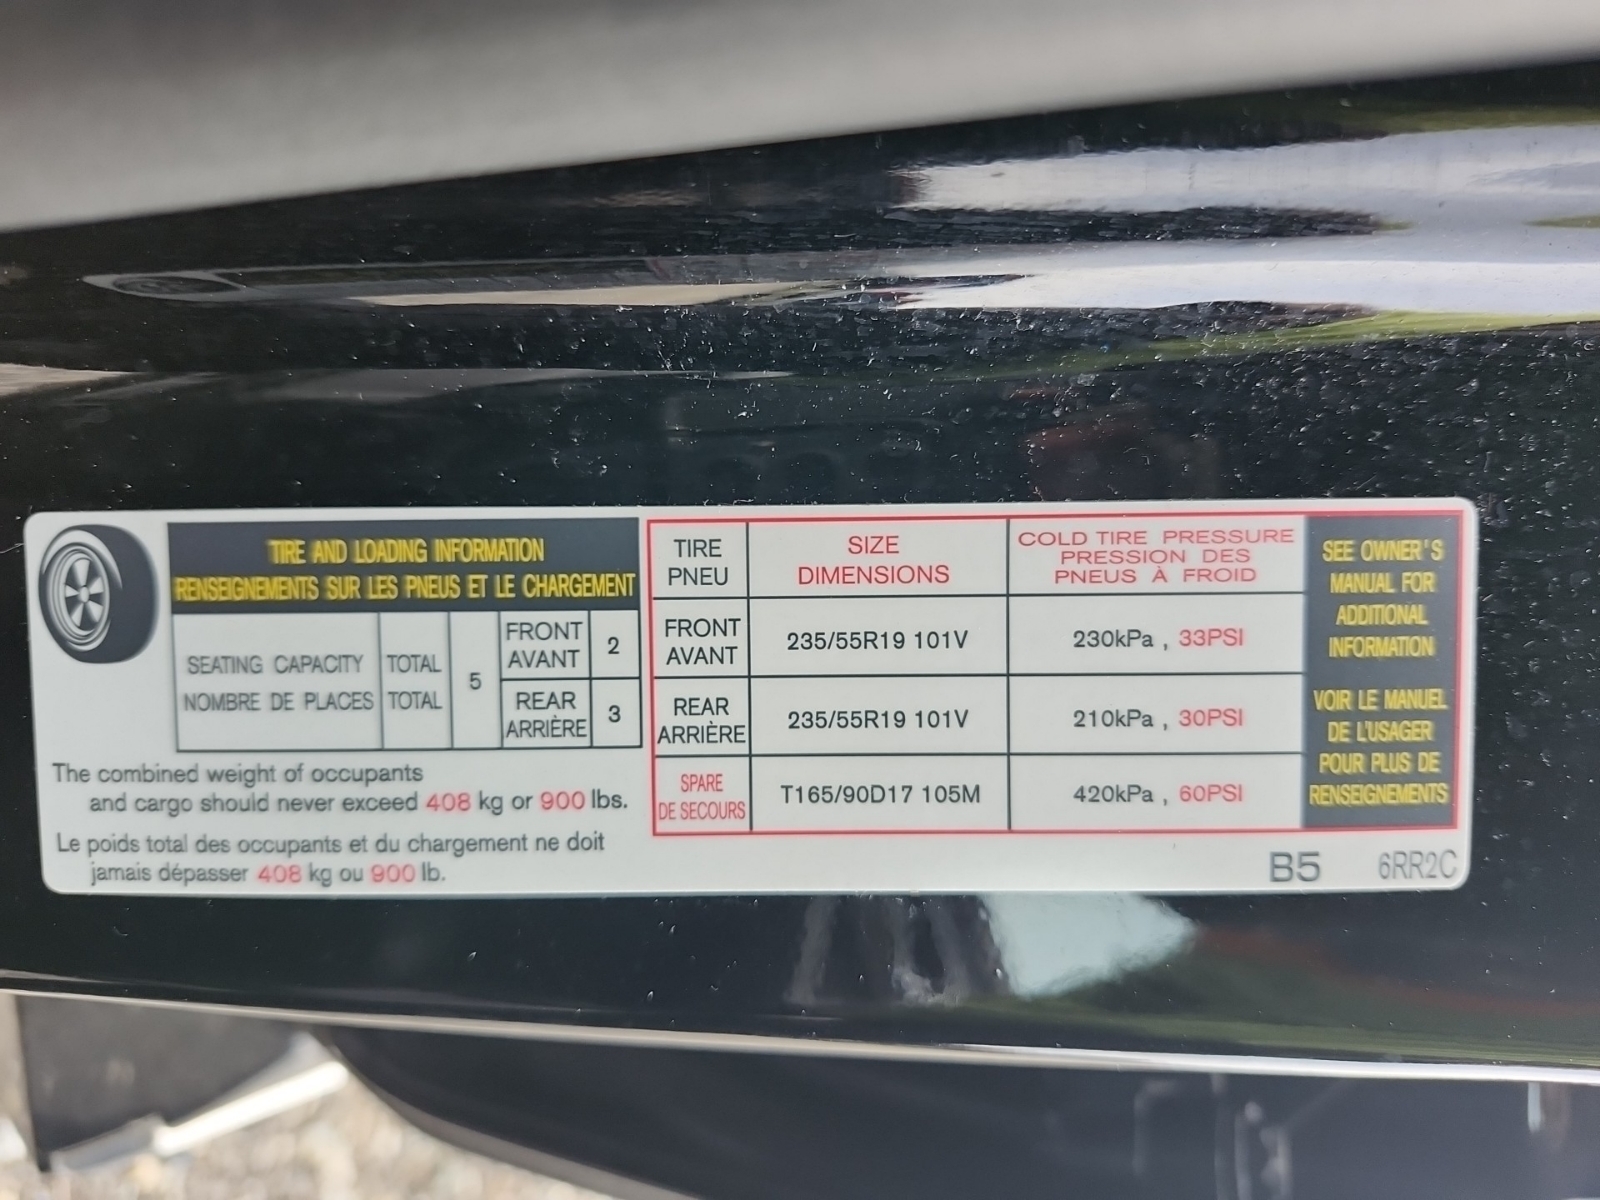 TIRE AND LOADING INFORMATION
RENSEIGNEMENTS SUR LES PNEUS ET LE CHARGEMENT
SEATING CAPACITY TOTAL
NOMBRE DE PLACES TOTAL
5
FRONT
AVANT
2
REAR
ARRIÈRE
3
The combined weight of occupants
and cargo should never exceed 408 kg or 900 lbs.
Le poids total des occupants et du chargement ne doit
jamais dépasser 408 kg ou 900 lb.
TIRE
PNEU
SIZE
DIMENSIONS
COLD TIRE PRESSURE
PRESSION DES
PNEUS À FROID
FRONT
AVANT
235/55R19 101V
230kPa , 33PSI
REAR
ARRIÈRE
235/55R19 101V
210kPa , 30PSI
SPARE
DE SECOURS
T165/90D17 105M
420kPa , 60PSI
SEE OWNER'S
MANUAL FOR
ADDITIONAL
INFORMATION
VOIR LE MANUEL
DE L'USAGER
POUR PLUS DE
RENSEIGNEMENTS
B5 6RR2C